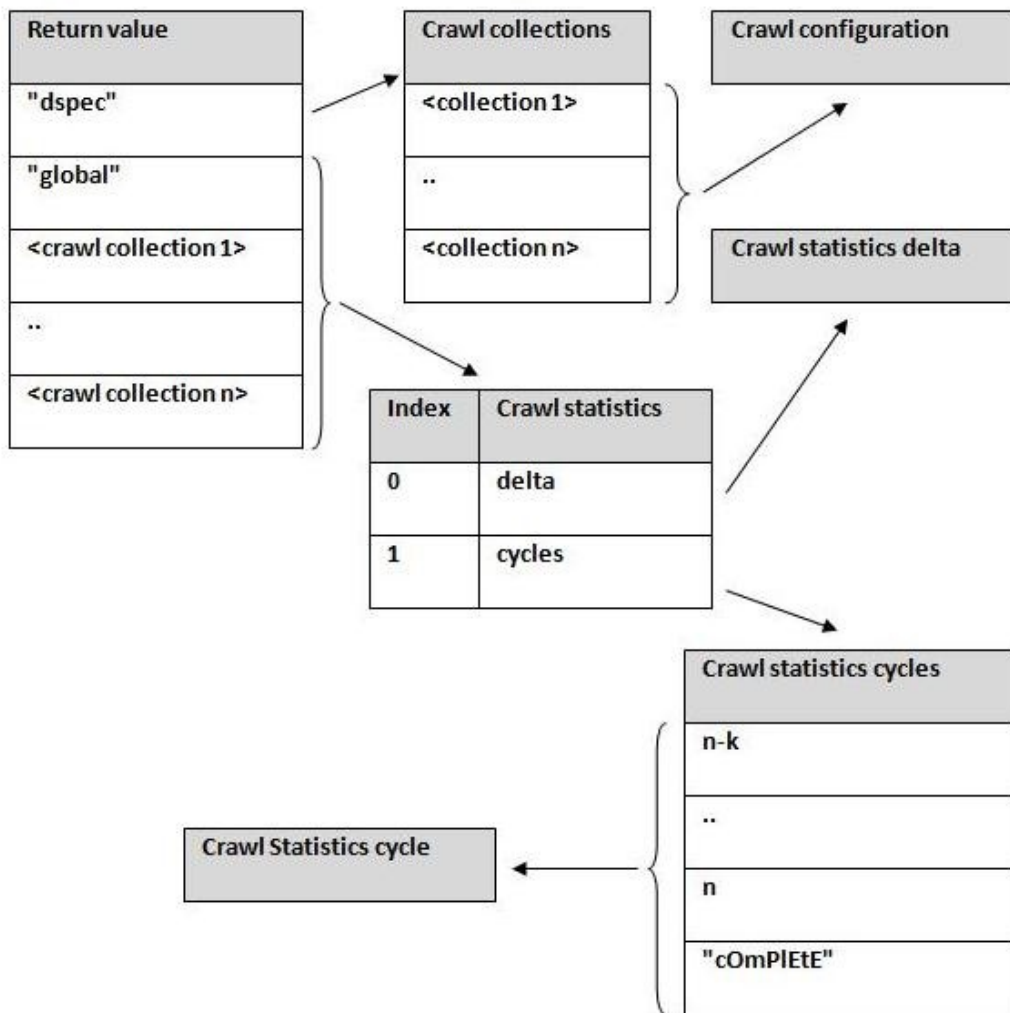 Return value
"dspec"
"global"
<crawl collection 1>
..
<crawl collection n>
Crawl collections
<collection 1>
..
<collection n>
Crawl configuration
Crawl statistics delta
Index Crawl statistics
0 delta
1 cycles
Crawl statistics cycles
n-k
..
n
"cOmPlEtE"
Crawl Statistics cycle